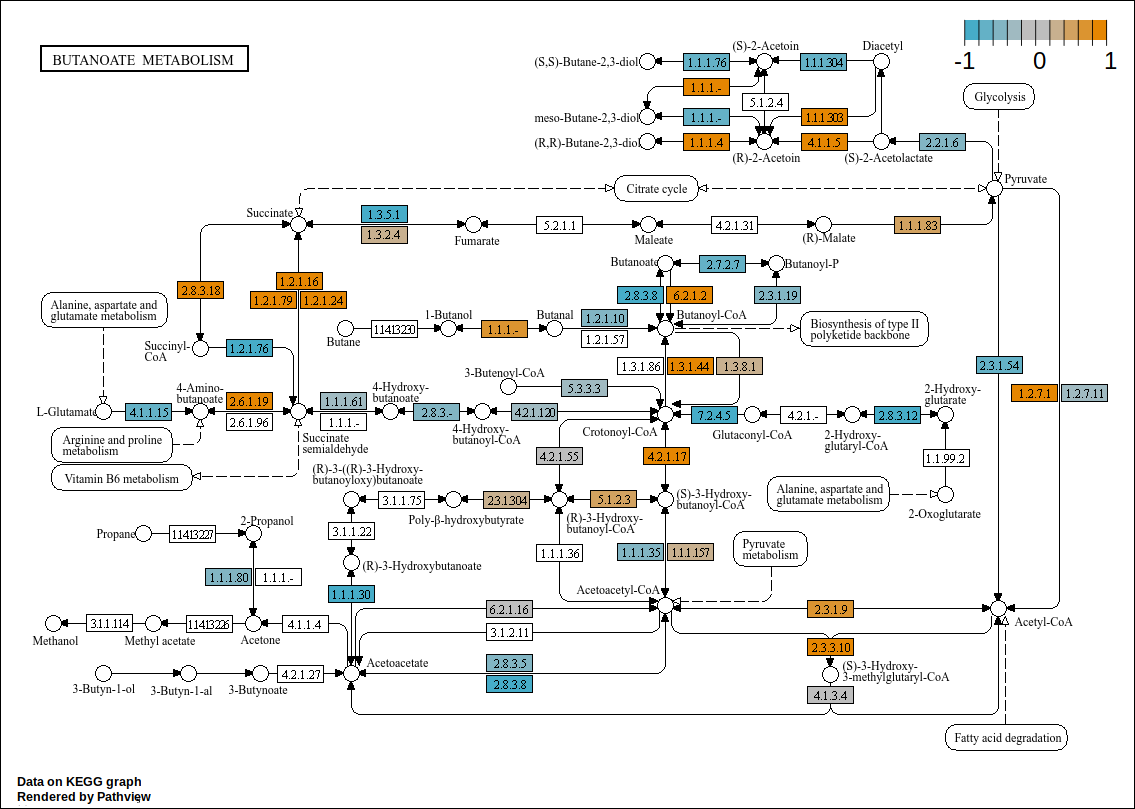 BUTANOATE METABOLISM
-1 0 1
(S)-2-Acetoin
Diacetyl
(S,S)-Butane-2,3-diol
1.1.1.76
1.1.1.304
1.1.1.-
5.1.2.4
meso-Butane-2,3-diol
1.1.1.-
1.1.1.303
(R,R)-Butane-2,3-diol
1.1.1.4
4.1.1.5
2.2.1.6
(R)-2-Acetoin
(S)-2-Acetolactate
Glycolysis
Pyruvate
Citrate cycle
Succinate
1.3.5.1
1.3.2.4
Fumarate
5.2.1.1
Maleate
4.2.1.31
(R)-Malate
1.1.1.83
Butanoate
2.7.2.7
Butanoyl-P
2.8.3.18
1.2.1.16
1.2.1.79
1.2.1.24
2.8.3.8
6.2.1.2
2.3.1.19
Alanine, aspartate and
glutamate metabolism
Butane
11413230
1-Butanol
1.1.1.-
Butanal
1.2.1.10
1.2.1.57
Butanoyl-CoA
Biosynthesis of type II
polyketide backbone
Succinyl-
CoA
1.2.1.76
1.3.1.86
1.3.1.44
1.3.8.1
2.3.1.54
3-Butenoyl-CoA
5.3.3.3
1.2.7.1
1.2.7.11
L-Glutamate
4.1.1.15
4-Amino-
butanoate
2.6.1.19
2.6.1.96
1.1.1.61
1.1.1.-
4-Hydroxy-
butanoate
2.8.3.-
4-Hydroxy-
butanoyl-CoA
4.2.1.120
Crotonoyl-CoA
7.2.4.5
Glutaconyl-CoA
4.2.1.-
2-Hydroxy-
glutaryl-CoA
2.8.3.12
2-Hydroxy-
glutarate
Arginine and proline
metabolism
Succinate
semialdehyde
Vitamin B6 metabolism
4.2.1.55
4.2.1.17
1.1.99.2
(R)-3-((R)-3-Hydroxy-
butanoyloxy)butanoate
3.1.1.75
Poly-β-hydroxybutyrate
2.3.1.304
(R)-3-Hydroxy-
butanoyl-CoA
5.1.2.3
(S)-3-Hydroxy-
butanoyl-CoA
Alanine, aspartate and
glutamate metabolism
2-Oxoglutarate
Propane
11413227
2-Propanol
3.1.1.22
(R)-3-Hydroxybutanoate
1.1.1.36
1.1.1.35
1.1.1.157
Pyruvate
metabolism
1.1.1.80
1.1.1.-
1.1.1.30
Acetoacetyl-CoA
6.2.1.16
2.3.1.9
Acetyl-CoA
Methanol
3.1.1.114
Methyl acetate
11413226
Acetone
4.1.1.4
3.1.2.11
2.3.3.10
Acetoacetate
2.8.3.5
2.8.3.8
(S)-3-Hydroxy-
3-methylglutaryl-CoA
4.1.3.4
3-Butyn-1-ol
3-Butyn-1-al
3-Butynoate
4.2.1.27
Fatty acid degradation
Data on KEGG graph
Rendered by Pathview